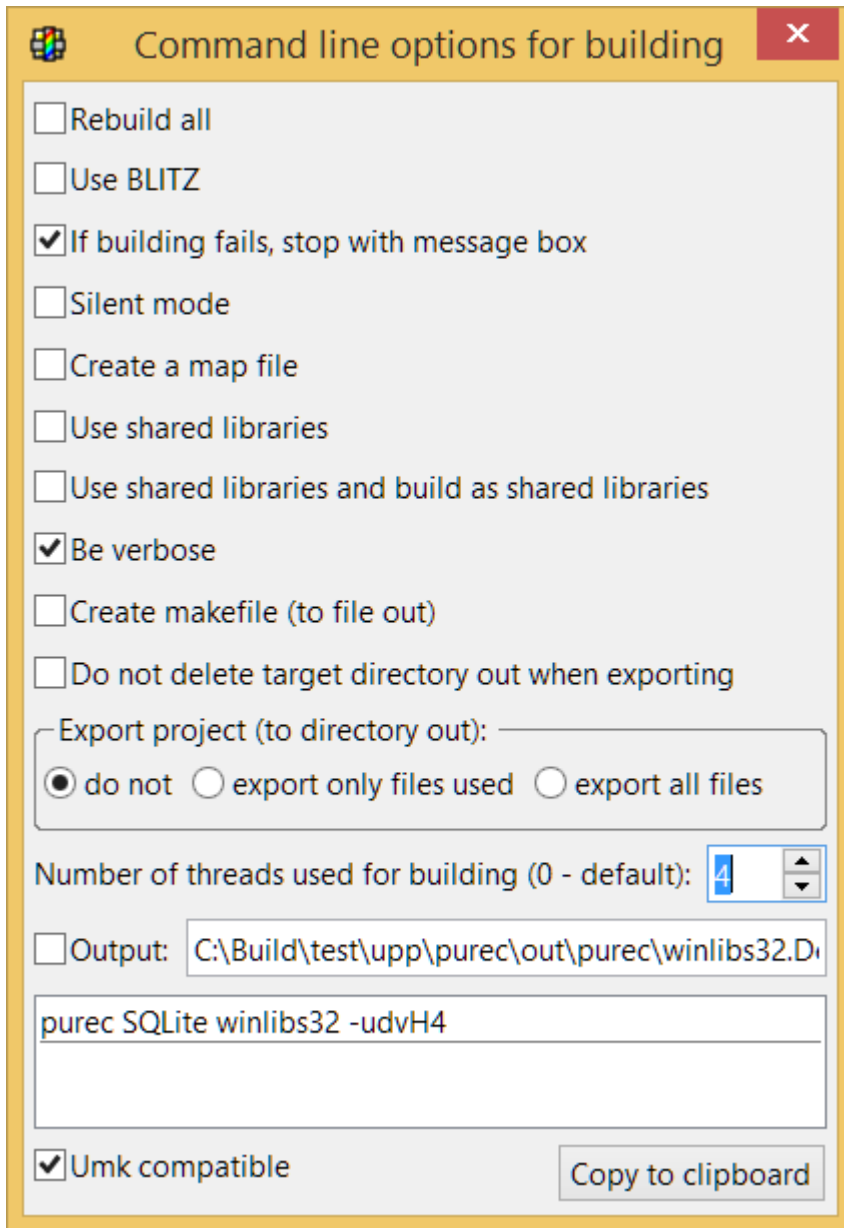 Command line options for building
Rebuild all
Use BLITZ
If building fails, stop with message box
Silent mode
Create a map file
Use shared libraries
Use shared libraries and build as shared libraries
Be verbose
Create makefile (to file out)
Do not delete target directory out when exporting
Export project (to directory out):
do not export only files used export all files
Number of threads used for building (0 - default): 4
Output: C:\Build\test\upp\purec\out\purec\winlibs32.De
purec SQLite winlibs32 -udvH4
Umk compatible Copy to clipboard